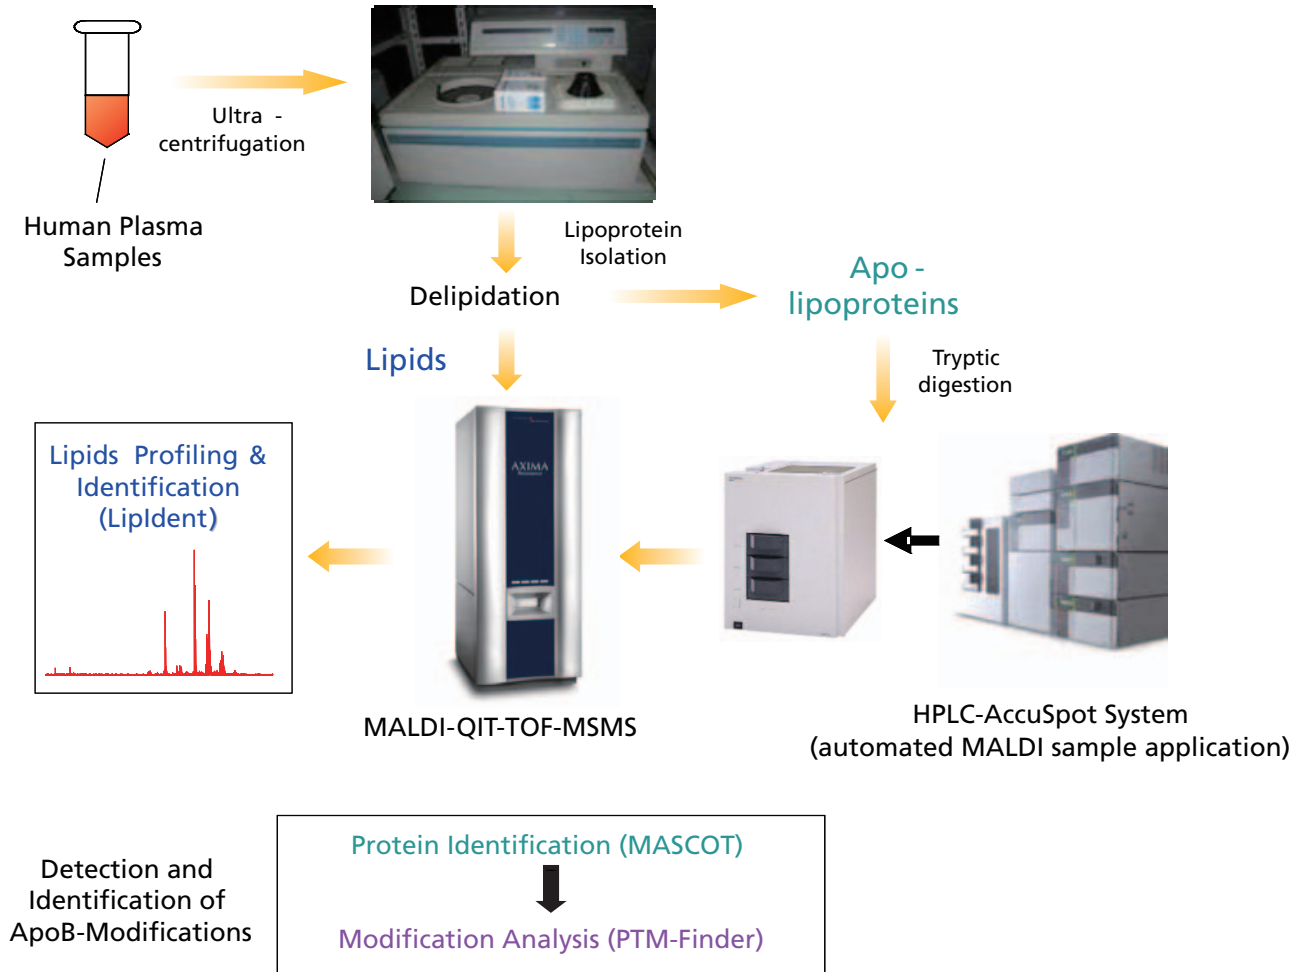 Ultra -
centrifugation
Human Plasma
Samples
Lipoprotein
Isolation
Delipidation
Apo -
lipoproteins
Lipids
Tryptic
digestion
Lipids Profiling &
Identification
(LipIdent)
AXIMA
MALDI-QIT-TOF-MSMS
HPLC-AccuSpot System
(automated MALDI sample application)
Detection and
Identification of
ApoB-Modifications
Protein Identification (MASCOT)
Modification Analysis (PTM-Finder)